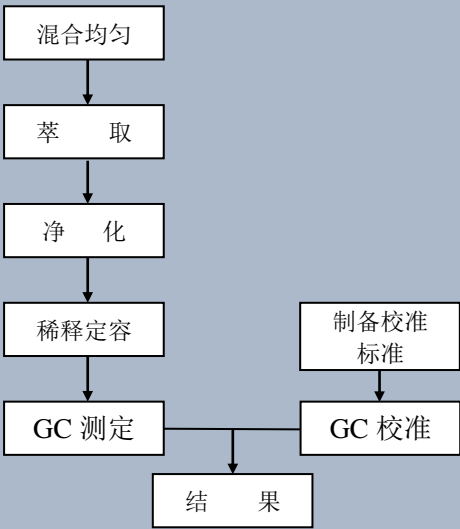 混合均匀
萃 取
净 化
稀释定容
制备校准
标准
GC 测定
GC 校准
结 果